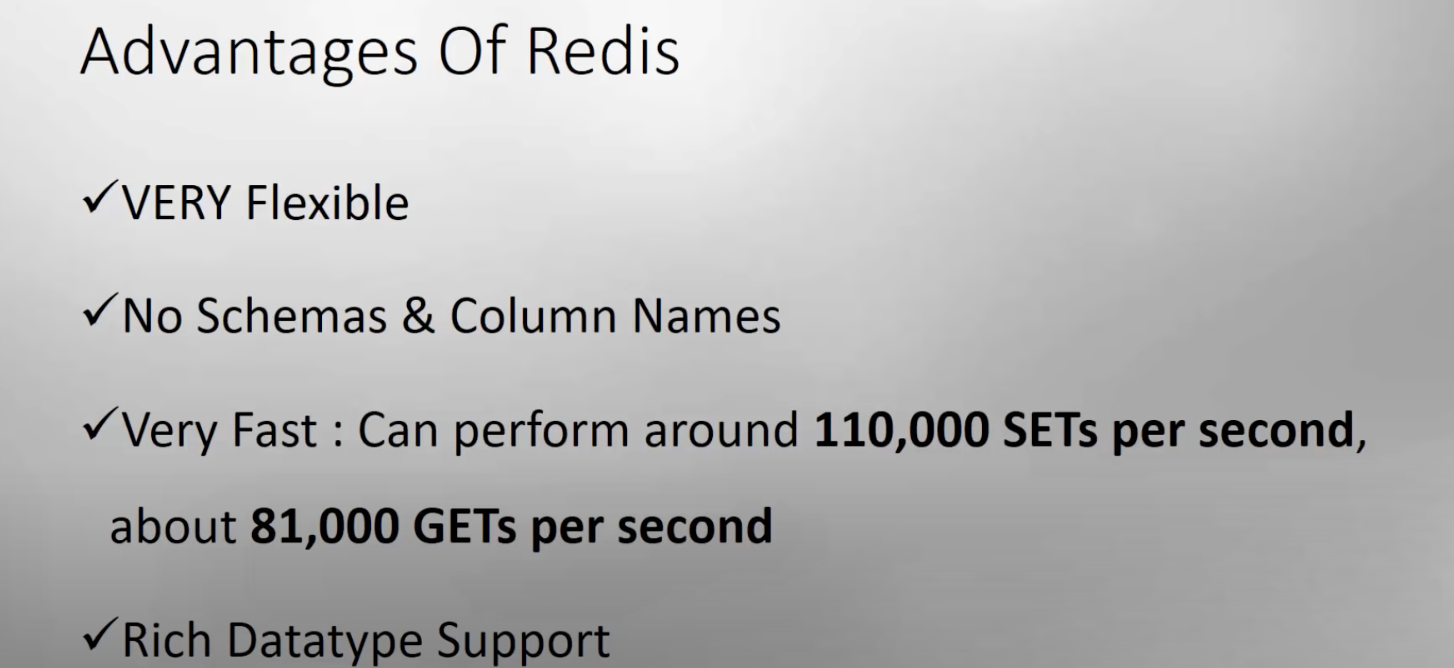 Advantages Of Redis
✓VERY Flexible
✓No Schemas & Column Names
✓Very Fast : Can perform around 110,000 SETs per second,
about 81,000 GETs per second
✓Rich Datatype Support